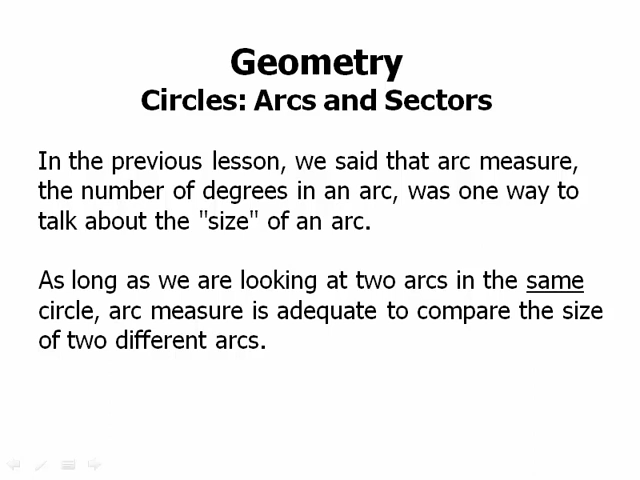 Geometry
Circles: Arcs and Sectors
In the previous lesson, we said that arc measure,
the number of degrees in an arc, was one way to
talk about the "size" of an arc.
As long as we are looking at two arcs in the same
circle, arc measure is adequate to compare the size
of two different arcs.